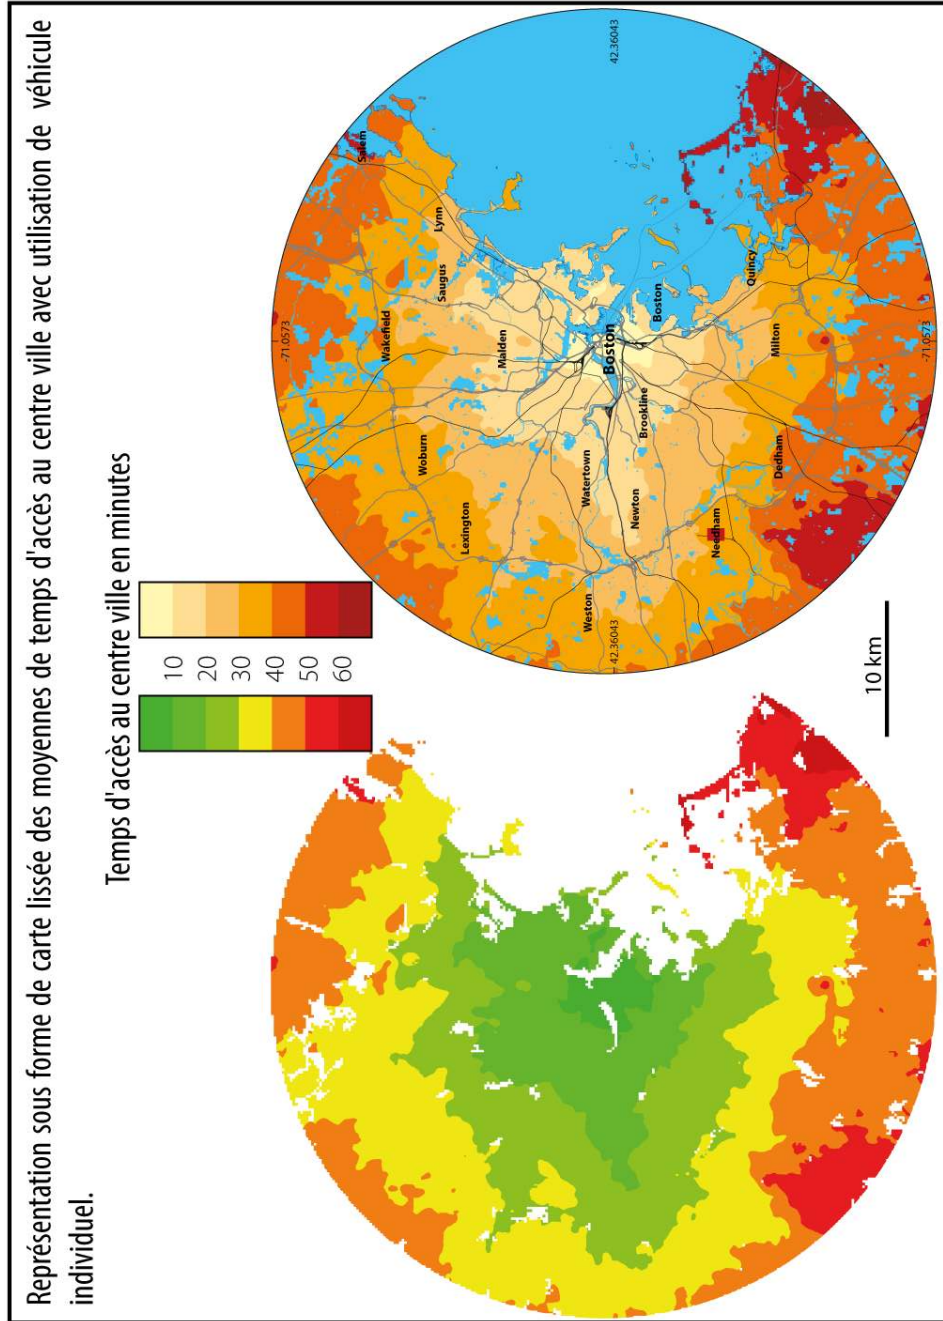 Représentation sous forme de carte lissée des moyennes de temps d'accès au centre ville avec utilisation de véhicule
individuel.
Temps d'accès au centre ville en minutes
10
20
30
40
50
60
-71.0573
42.36043
42.36043
-71.0573
Salem
Lynn
Saugus
Wakefield
Malden
Woburn
Lexington
Watertown
Boston
Boston
Brookline
Newton
Weston
Needham
Dedham
Milton
Quincy
10 km